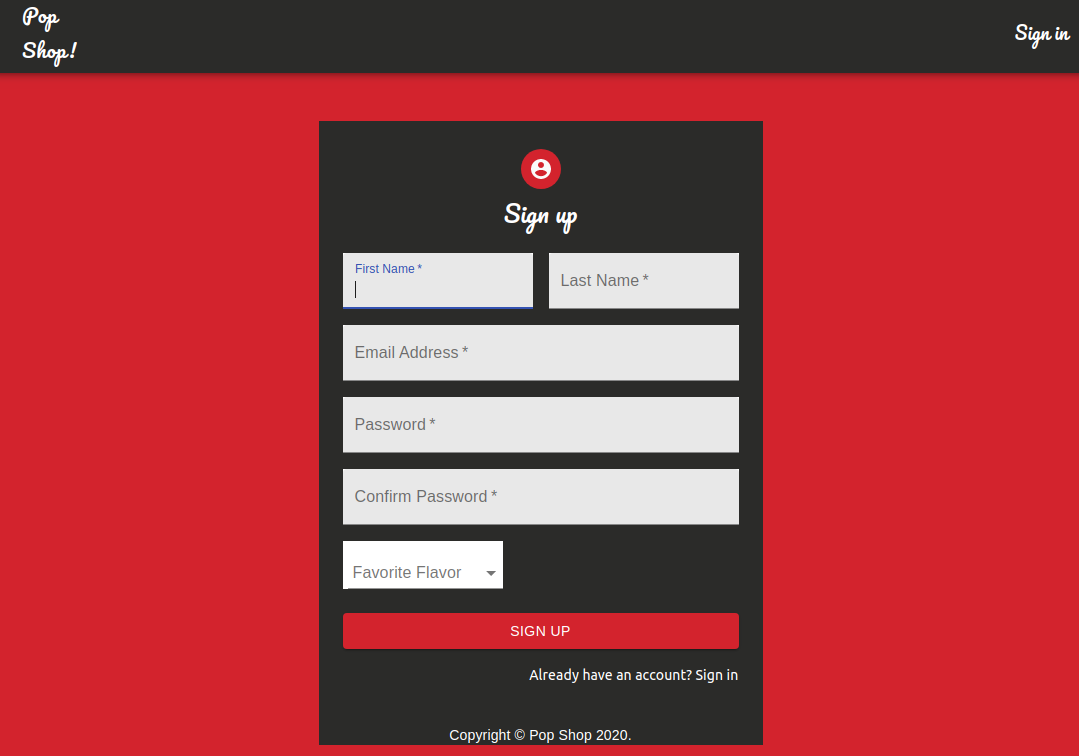 Pop
Shop!
Sign in
Sign up
First Name *
Last Name *
Email Address *
Password *
Confirm Password *
Favorite Flavor
SIGN UP
Already have an account? Sign in
Copyright © Pop Shop 2020.